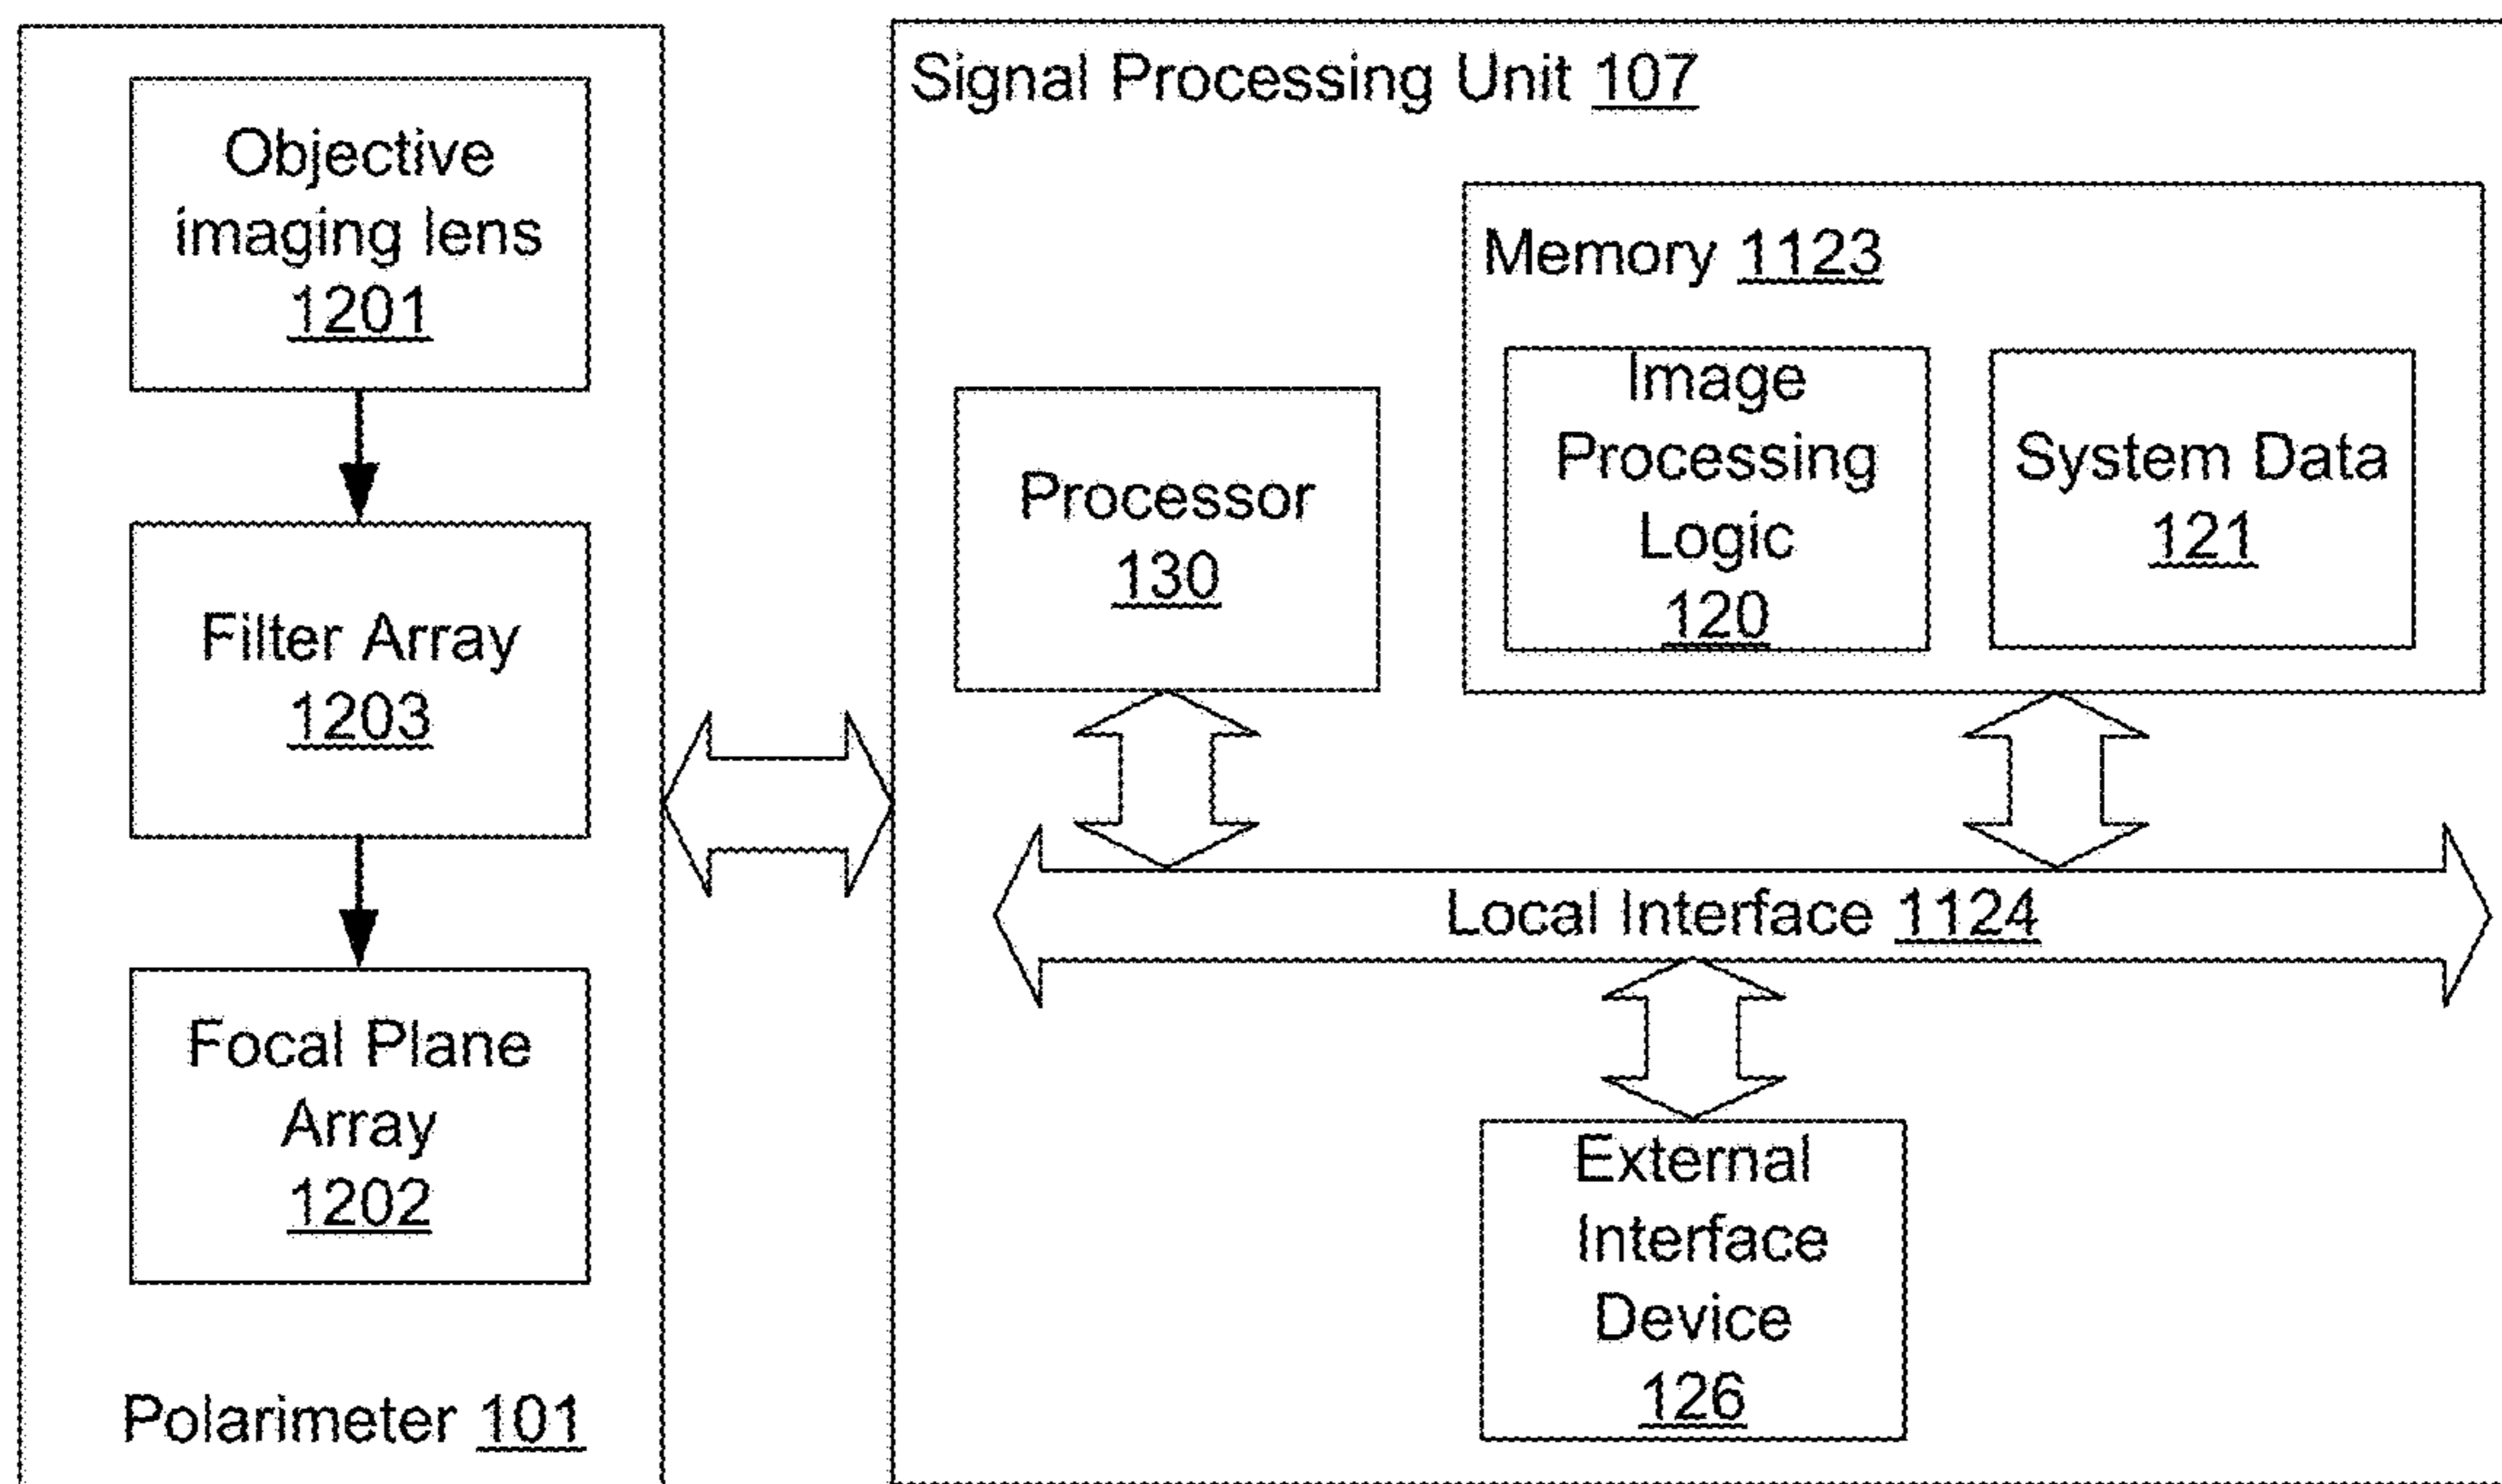 Objective
imaging lens
1201
Filter Array
1203
Focal Plane
Array
1202
Polarimeter 101
Signal Processing Unit 107
Memory 1123
Image
Processing
Logic
120
System Data
121
Processor
130
Local Interface 1124
External
Interface
Device
126